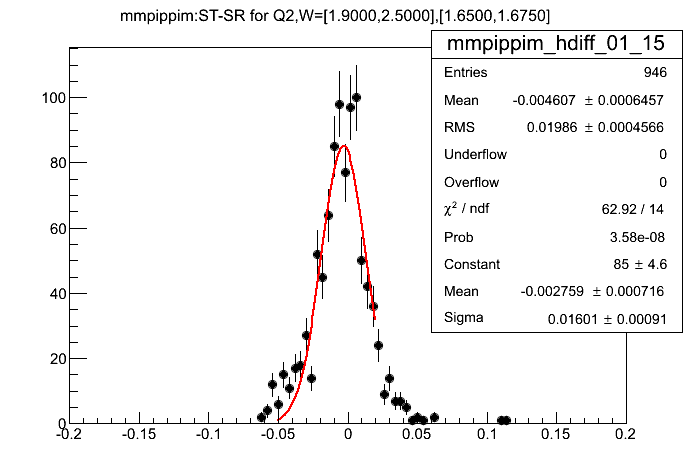 mmpippim:ST-SR for Q2,W=[1.9000,2.5000],[1.6500,1.6750]
mmpippim_hdiff_01_15
Entries 946
Mean -0.004607 ± 0.0006457
RMS 0.01986 ± 0.0004566
Underflow 0
Overflow 0
χ² / ndf 62.92 / 14
Prob 3.58e-08
Constant 85 ± 4.6
Mean -0.002759 ± 0.000716
Sigma 0.01601 ± 0.00091
100
80
60
40
20
0
-0.2 -0.15 -0.1 -0.05 0 0.05 0.1 0.15 0.2